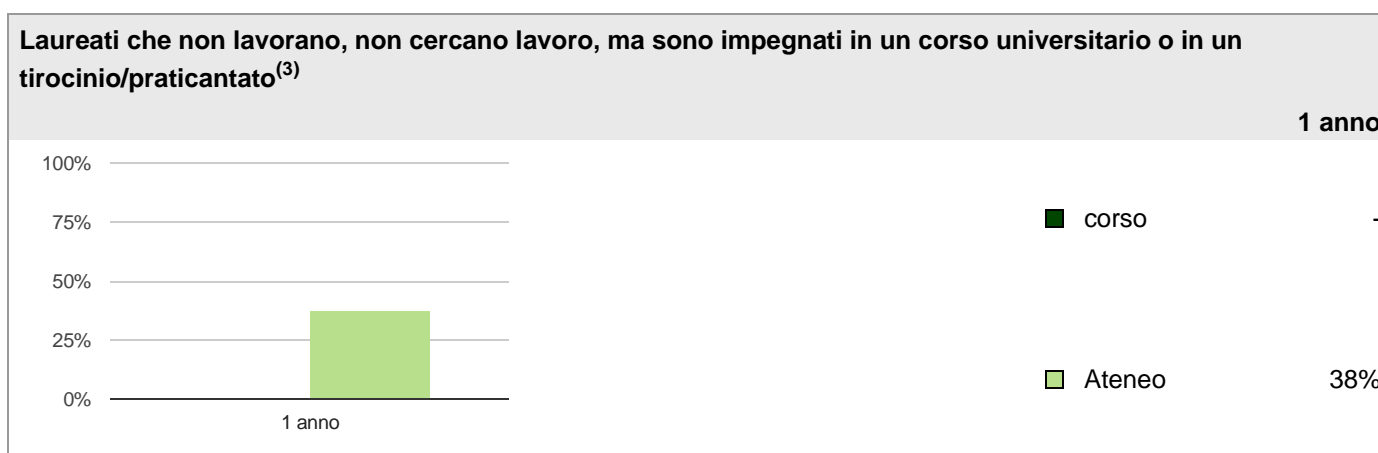 Laureati che non lavorano, non cercano lavoro, ma sono impegnati in un corso universitario o in un
tirocinio/praticantato(3)
1 anno
100%
75%
50%
25%
0%
1 anno
corso -
Ateneo 38%